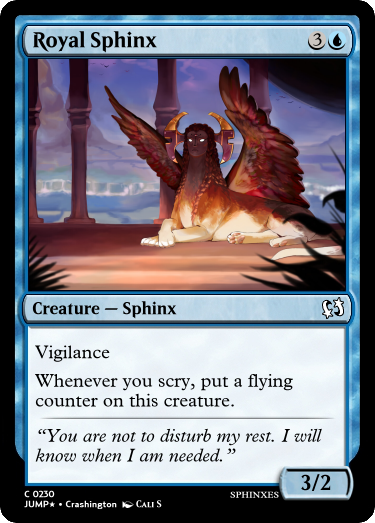 Royal Sphinx 3
Creature — Sphinx
Vigilance
Whenever you scry, put a flying
counter on this creature.
“You are not to disturb my rest. I will
know when I am needed.”
3/2
C 0230 SPHINXES
JUMP★ • Crashington CALI S